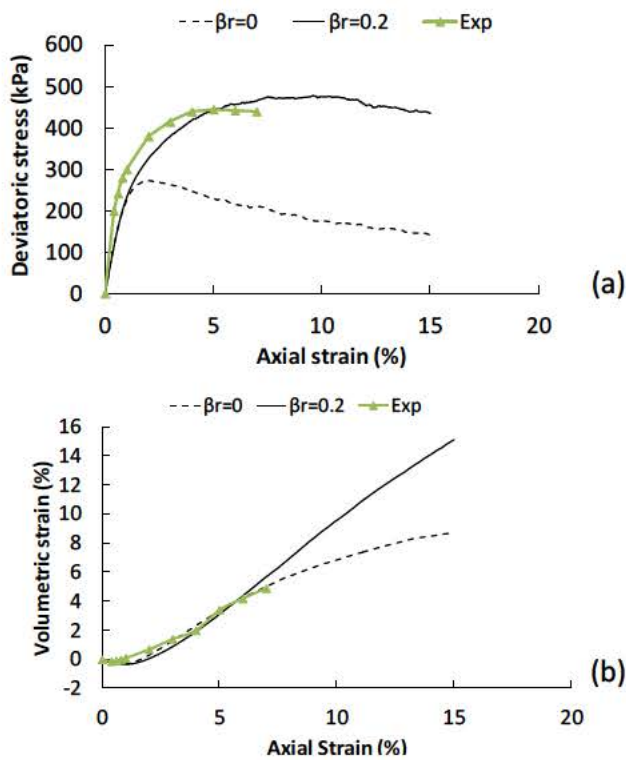 βr=0 βr=0.2 Exp
600
500
400
300
200
100
0
Deviatoric stress (kPa)
0 5 10 15 20
Axial strain (%)
(a)
βr=0 βr=0.2 Exp
16
14
12
10
8
6
4
2
0
-2
Volumetric strain (%)
0 5 10 15 20
Axial Strain (%)
(b)